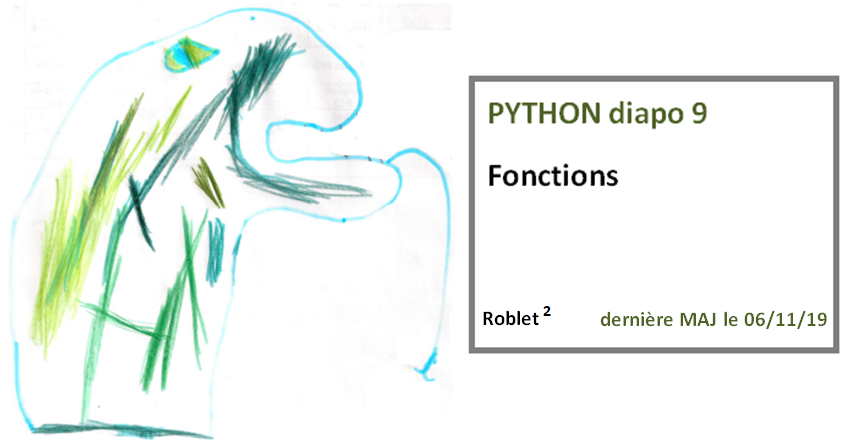 PYTHON diapo 9
Fonctions
Roblet ² dernière MAJ le 06/11/19